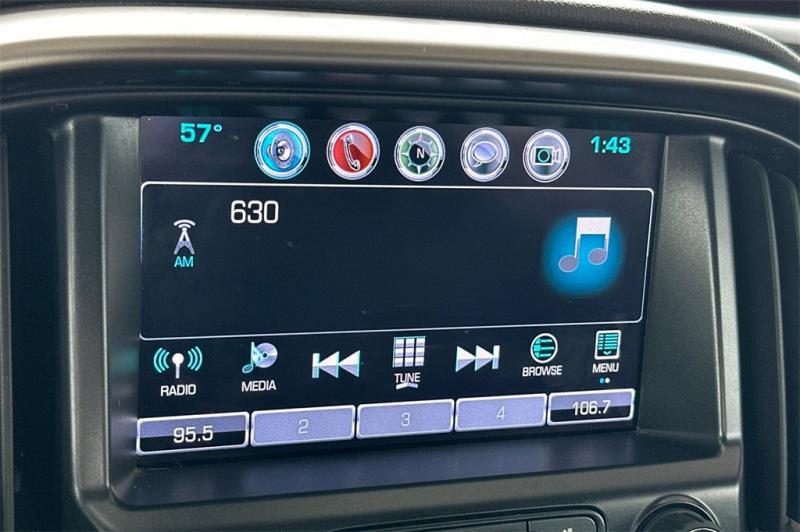 57° N 1:43
630
AM
RADIO MEDIA TUNE BROWSE MENU
95.5 2 3 4 106.7